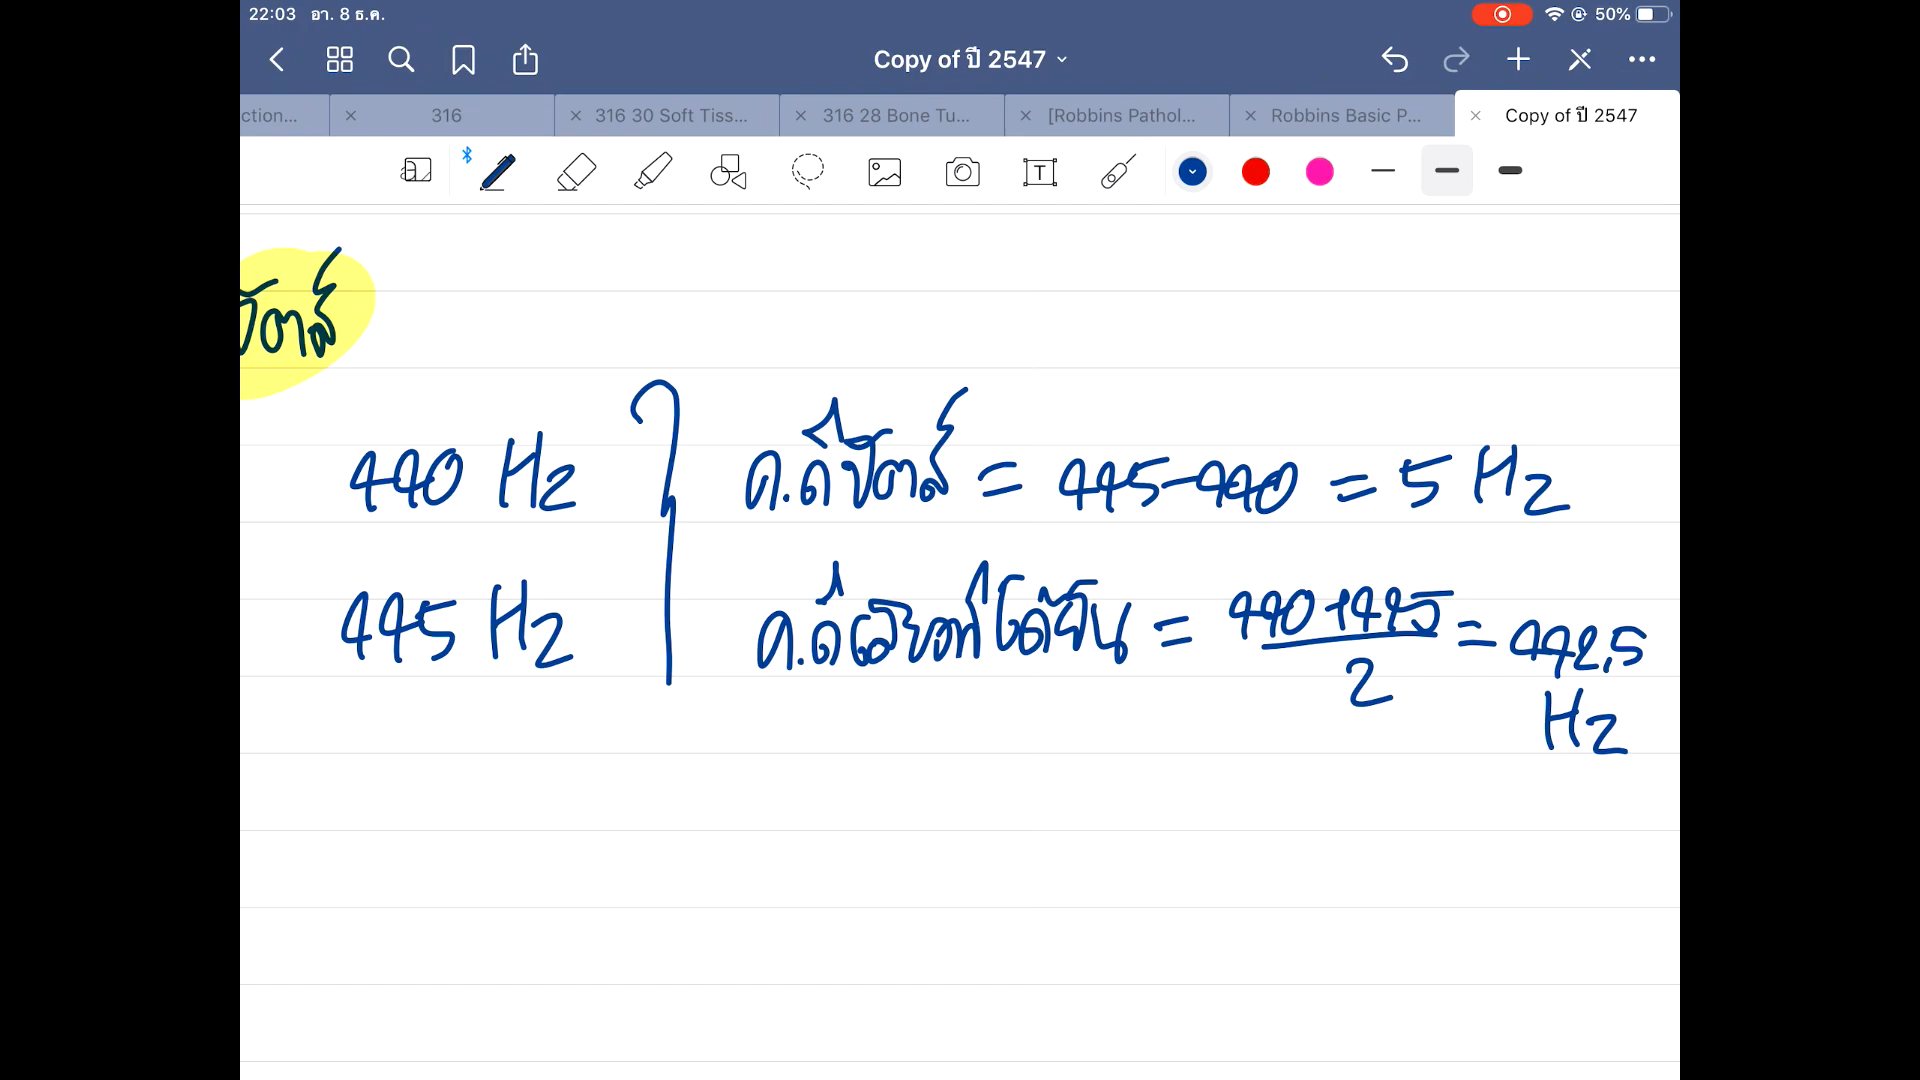 22:03 อา. 8 ธ.ค.
50%
Copy of ปี 2547
ction...
316
316 30 Soft Tiss...
316 28 Bone Tu...
[Robbins Pathol...
Robbins Basic P...
Copy of ปี 2547
บีตส์
440 Hz
ค.ถี่บีตส์ = 445-440 = 5 Hz
445 Hz
ค.ถี่เสียงที่ได้ยิน = 440+445 / 2 = 442.5 Hz